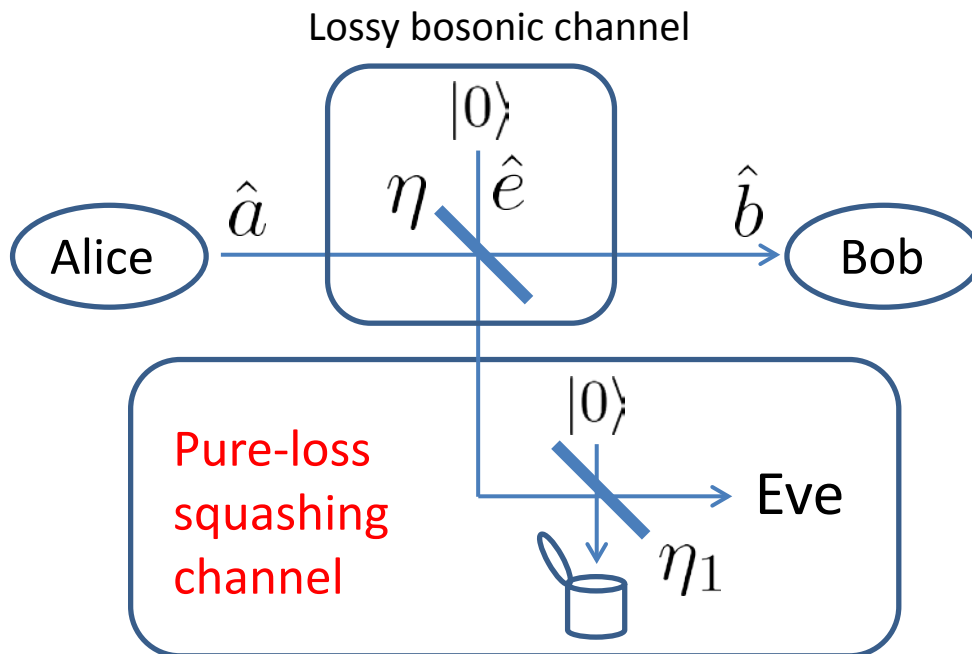 Lossy bosonic channel
|0⟩
η
ê
â
b̂
Alice
Bob
|0⟩
Pure-loss
squashing
channel
Eve
η₁